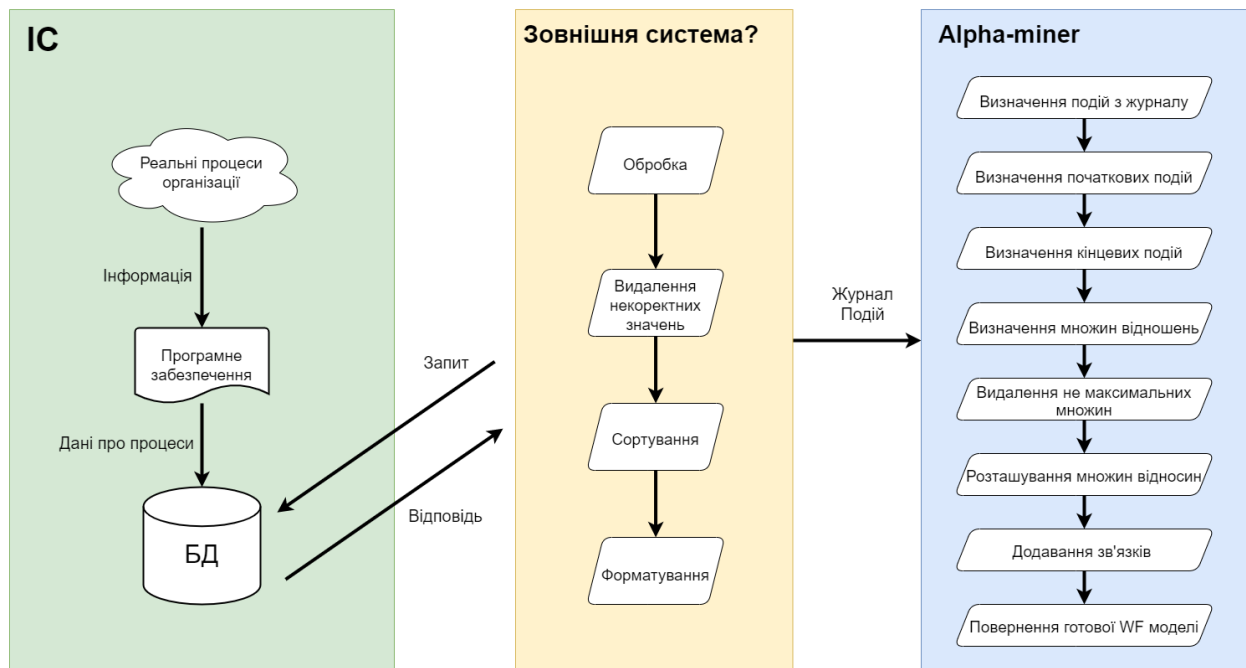 ІС
Реальні процеси
організації
Інформація
Програмне
забезпечення
Дані про процеси
БД
Запит
Відповідь
Зовнішня система?
Обробка
Видалення
некоректних
значень
Сортування
Форматування
Журнал
Подій
Alpha-miner
Визначення подій з журналу
Визначення початкових подій
Визначення кінцевих подій
Визначення множин відношень
Видалення не максимальних
множин
Розташування множин відносин
Додавання зв'язків
Повернення готової WF моделі